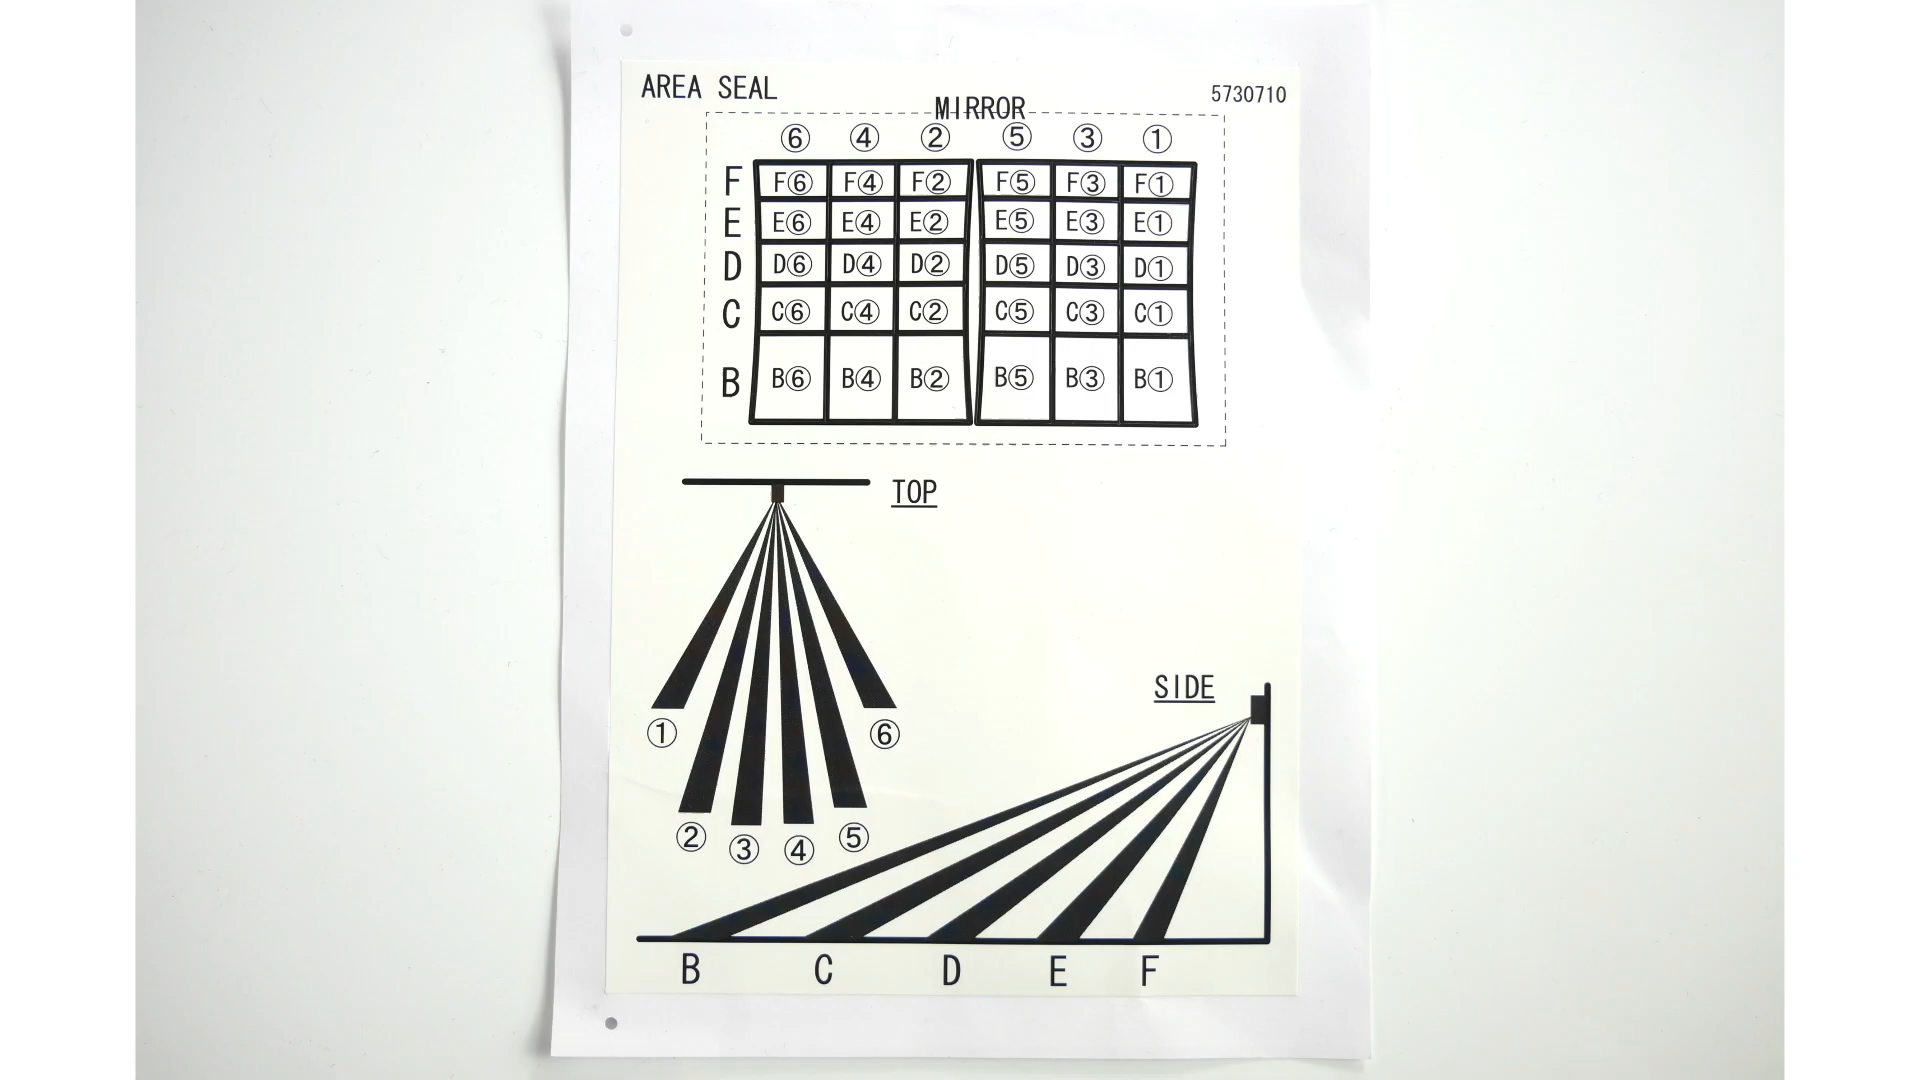 AREA SEAL
5730710
MIRROR
⑥ ④ ② ⑤ ③ ①
F F⑥ F④ F② F⑤ F③ F①
E E⑥ E④ E② E⑤ E③ E①
D D⑥ D④ D② D⑤ D③ D①
C C⑥ C④ C② C⑤ C③ C①
B B⑥ B④ B② B⑤ B③ B①
TOP
SIDE
① ⑥
② ③ ④ ⑤
B C D E F